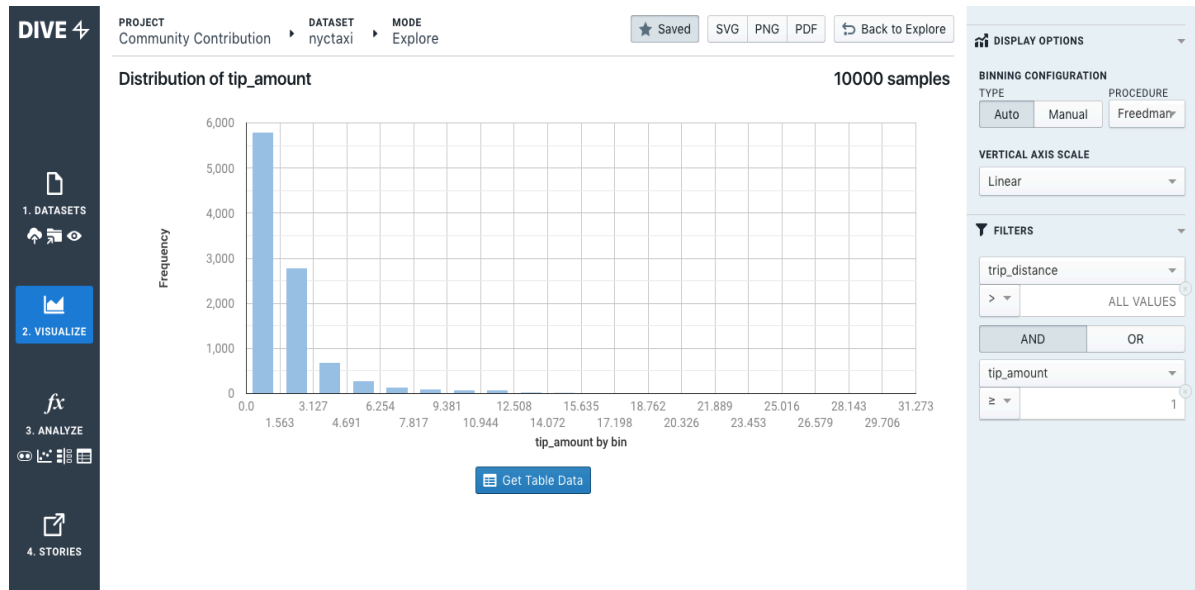 DIVE
PROJECT
Community Contribution
DATASET
nyctaxi
MODE
Explore
Saved
SVG PNG PDF
Back to Explore
Distribution of tip_amount
10000 samples
6,000
5,000
4,000
3,000
2,000
1,000
0
Frequency
0.0 3.127 6.254 9.381 12.508 15.635 18.762 21.889 25.016 28.143 31.273
1.563 4.691 7.817 10.944 14.072 17.198 20.326 23.453 26.579 29.706
tip_amount by bin
Get Table Data
1. DATASETS
2. VISUALIZE
fx
3. ANALYZE
4. STORIES
DISPLAY OPTIONS
BINNING CONFIGURATION
TYPE PROCEDURE
Auto Manual Freedman
VERTICAL AXIS SCALE
Linear
FILTERS
trip_distance
> ALL VALUES
AND OR
tip_amount
≥ 1